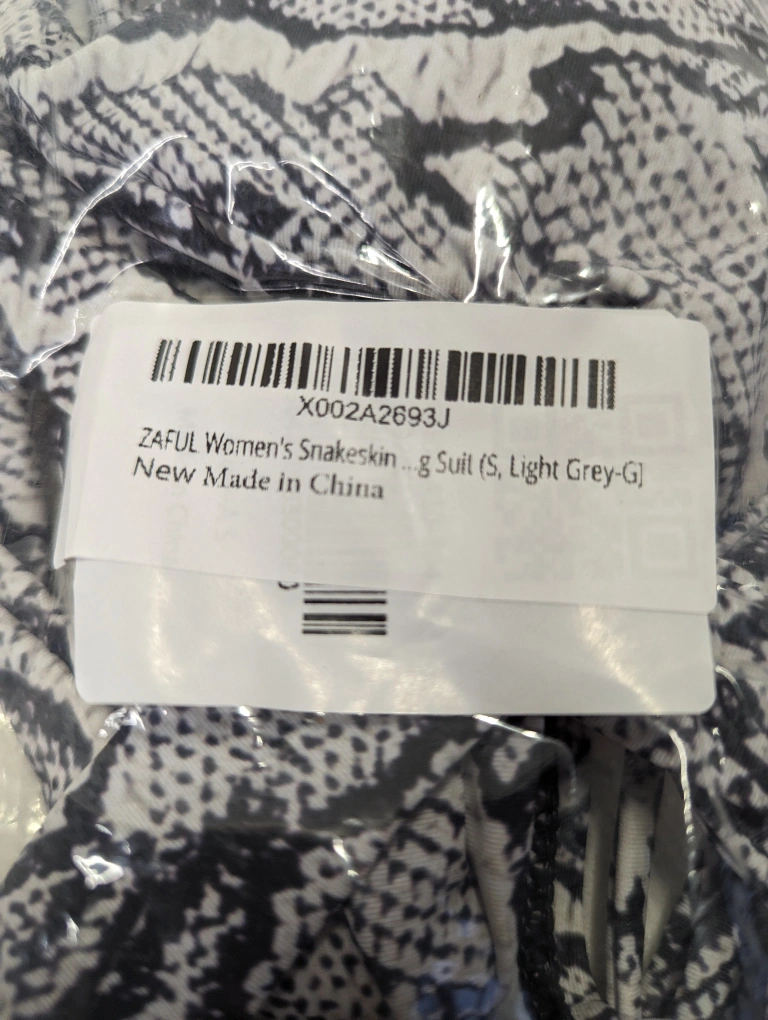 X002A2693J
ZAFUL Women's Snakeskin ...g Suit (S, Light Grey-G]
New Made in China